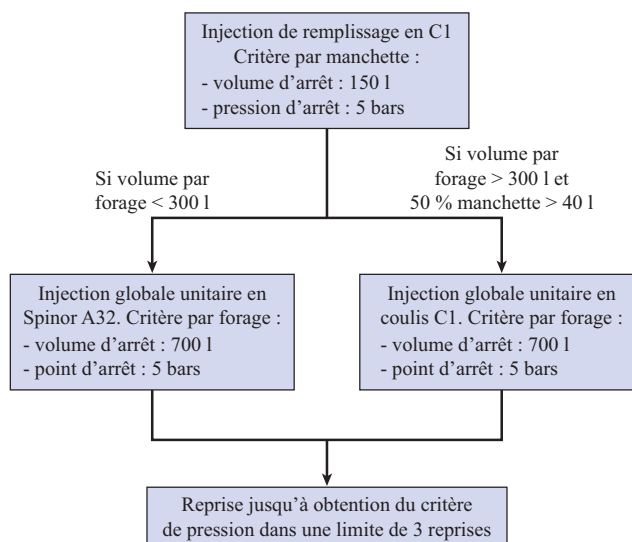 Injection de remplissage en C1
Critère par manchette :
- volume d’arrêt : 150 l
- pression d’arrêt : 5 bars
Si volume par
forage < 300 l
Si volume par
forage > 300 l et
50 % manchette > 40 l
Injection globale unitaire en
Spinor A32. Critère par forage :
- volume d’arrêt : 700 l
- point d’arrêt : 5 bars
Injection globale unitaire en
coulis C1. Critère par forage :
- volume d’arrêt : 700 l
- point d’arrêt : 5 bars
Reprise jusqu’à obtention du critère
de pression dans une limite de 3 reprises